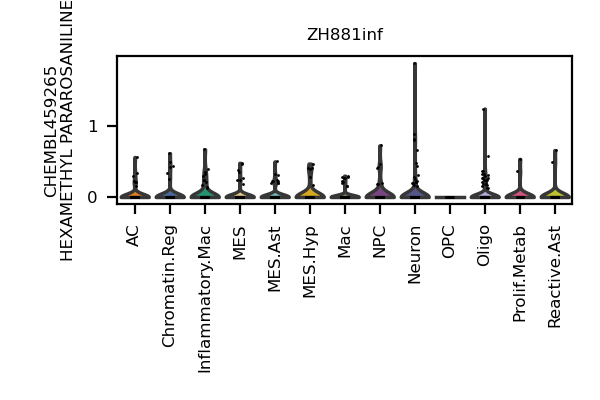 ZH881inf
CHEMBL459265
HEXAMETHYL PARAROSANILINE
1
0
AC
Chromatin.Reg
Inflammatory.Mac
MES
MES.Ast
MES.Hyp
Mac
NPC
Neuron
OPC
Oligo
Prolif.Metab
Reactive.Ast